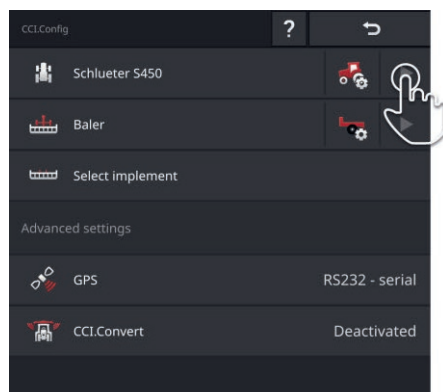 CCI.Config ?
Schlueter S450
Baler
Select implement
Advanced settings
GPS RS232 - serial
CCI.Convert Deactivated